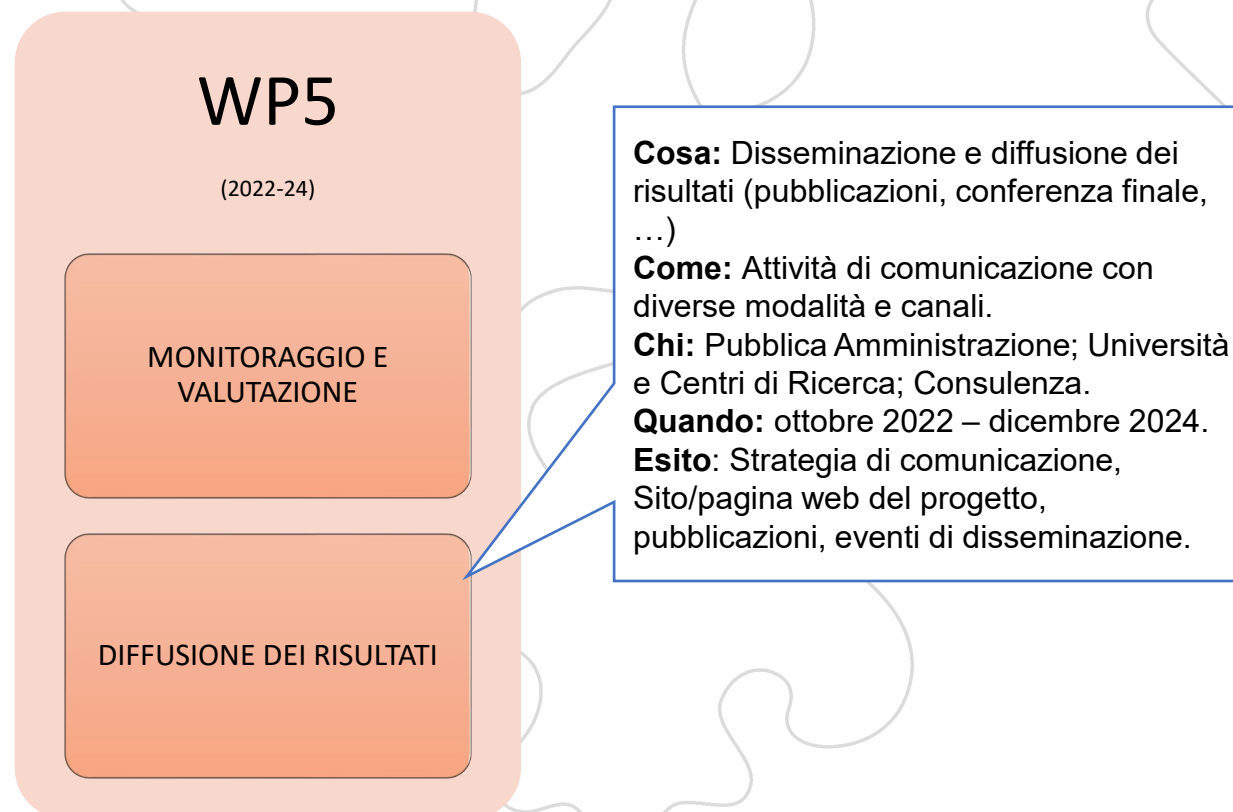 WP5
(2022-24)
MONITORAGGIO E
VALUTAZIONE
DIFFUSIONE DEI RISULTATI
Cosa: Disseminazione e diffusione dei
risultati (pubblicazioni, conferenza finale,
…)
Come: Attività di comunicazione con
diverse modalità e canali.
Chi: Pubblica Amministrazione; Università
e Centri di Ricerca; Consulenza.
Quando: ottobre 2022 – dicembre 2024.
Esito: Strategia di comunicazione,
Sito/pagina web del progetto,
pubblicazioni, eventi di disseminazione.